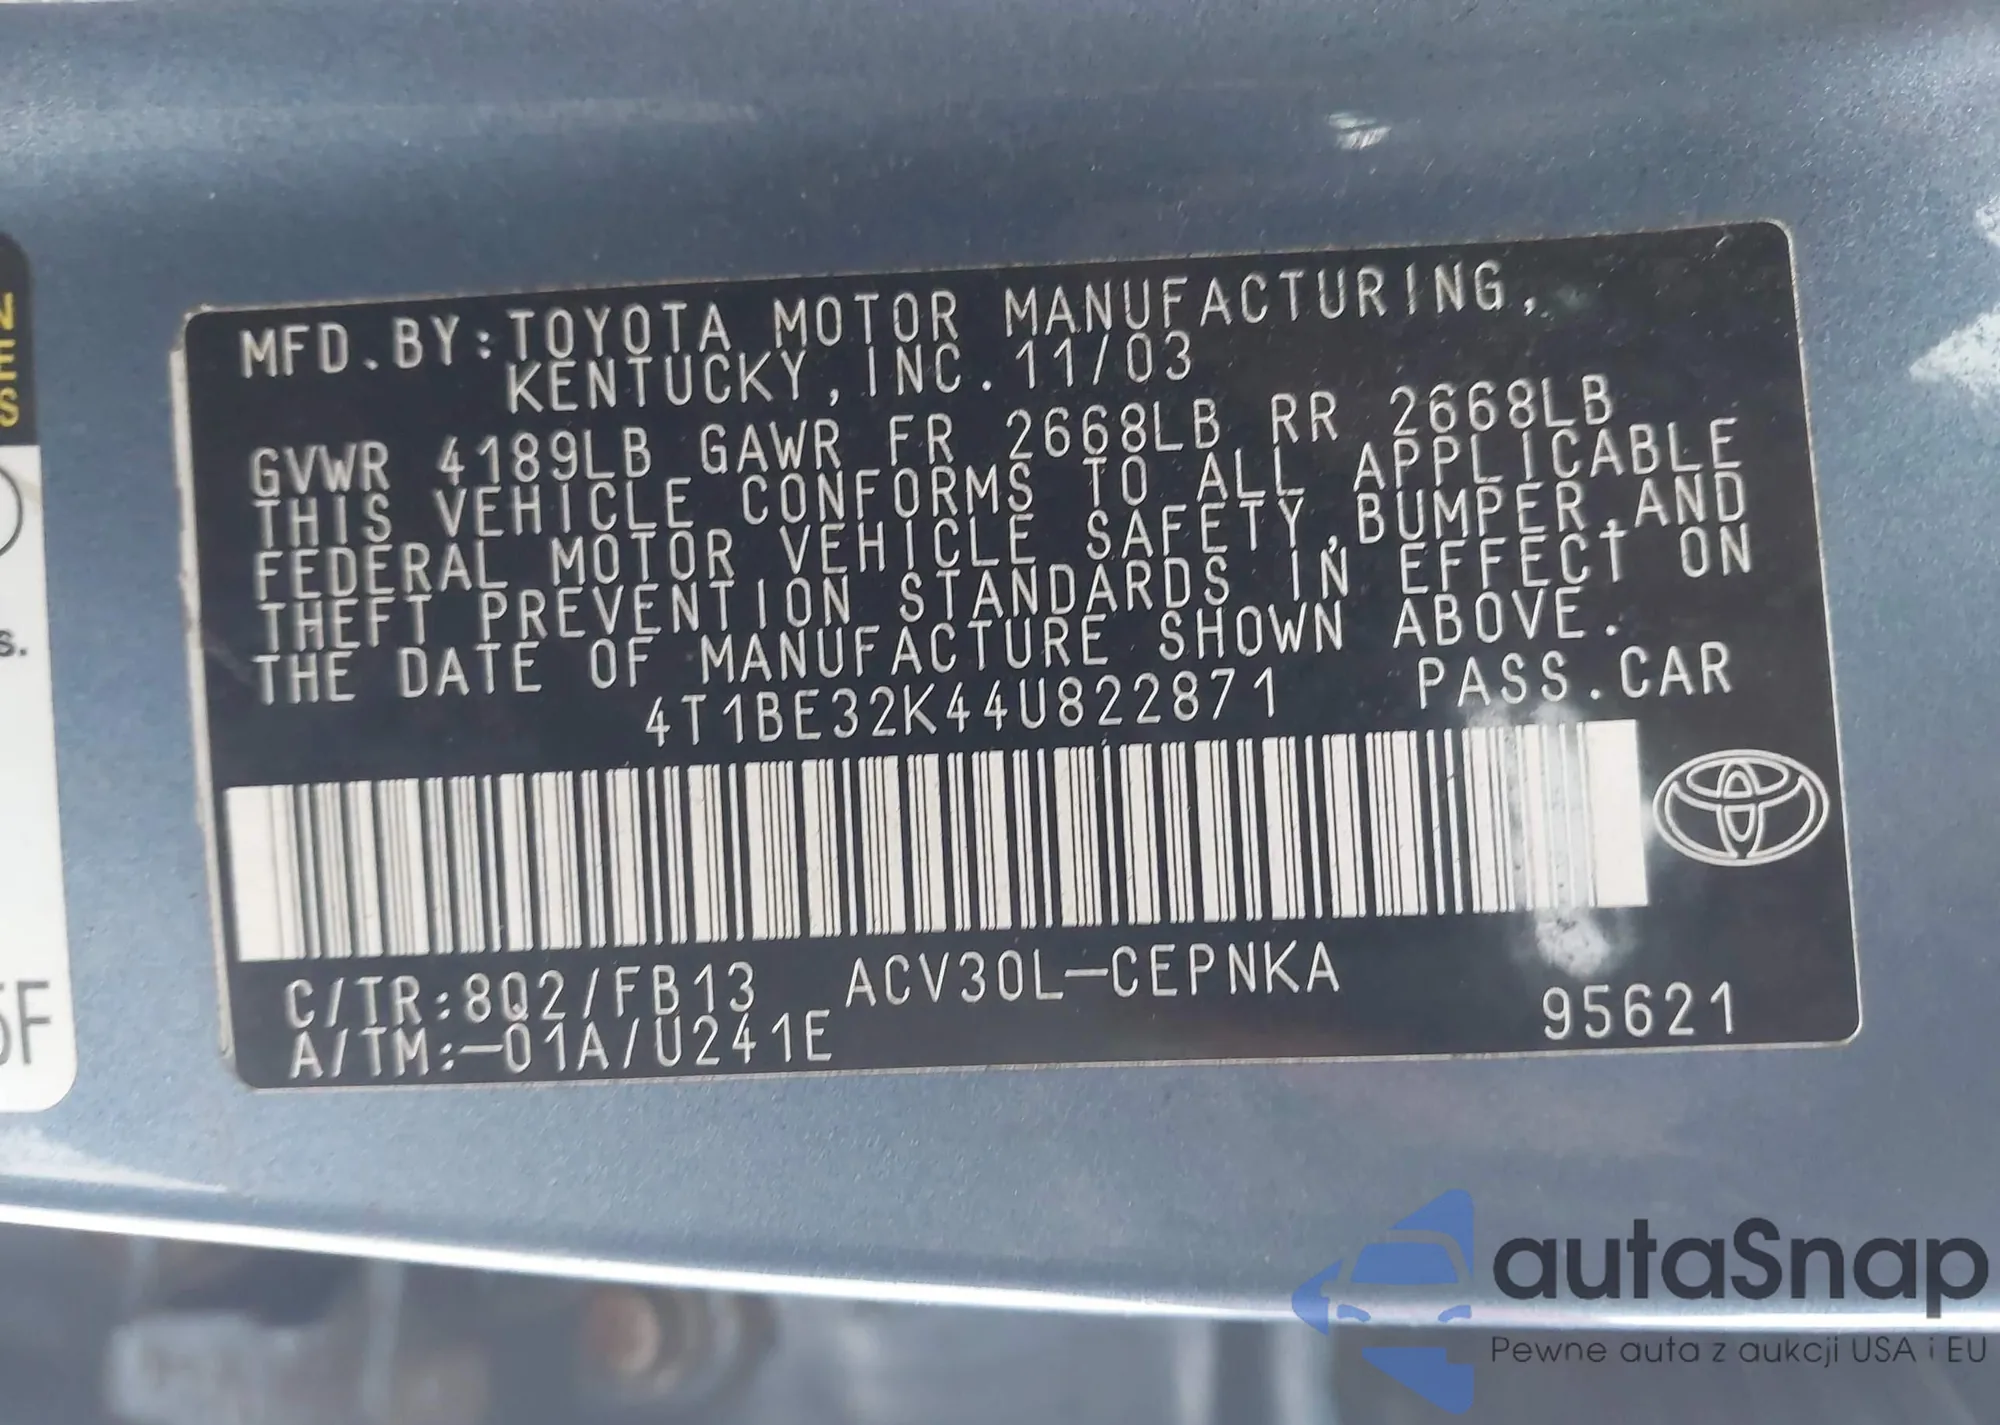 MFD.BY:TOYOTA MOTOR MANUFACTURING,
KENTUCKY,INC.11/03
GVWR 4189LB GAWR FR 2668LB RR 2668LB
THIS VEHICLE CONFORMS TO ALL APPLICABLE
FEDERAL MOTOR VEHICLE SAFETY,BUMPER,AND
THEFT PREVENTION STANDARDS IN EFFECT ON
THE DATE OF MANUFACTURE SHOWN ABOVE.
4T1BE32K44U822871 PASS.CAR
C/TR:8Q2/FB13 ACV30L-CEPNKA
A/TM:-01A/U241E 95621
N
E
S
s.
5F
autaSnap
Pewne auta z aukcji USA i EU